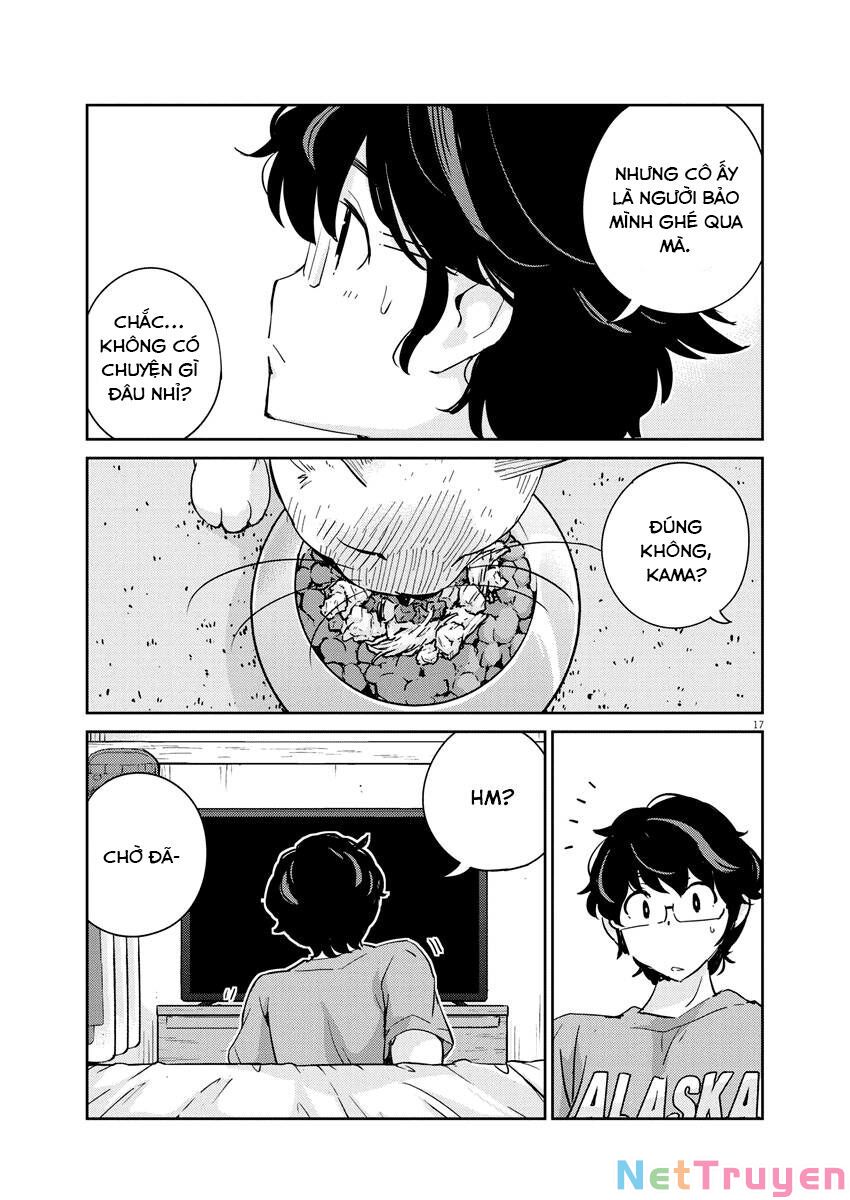 NHƯNG CÔ ẤY
LÀ NGƯỜI BẢO
MÌNH GHÉ QUA
MÀ.
CHẮC...
KHÔNG CÓ
CHUYỆN GÌ
ĐÂU NHỈ?
ĐÚNG
KHÔNG,
KAMA?
17
HM?
CHỜ ĐÃ-
ALASKA
NetTruyen